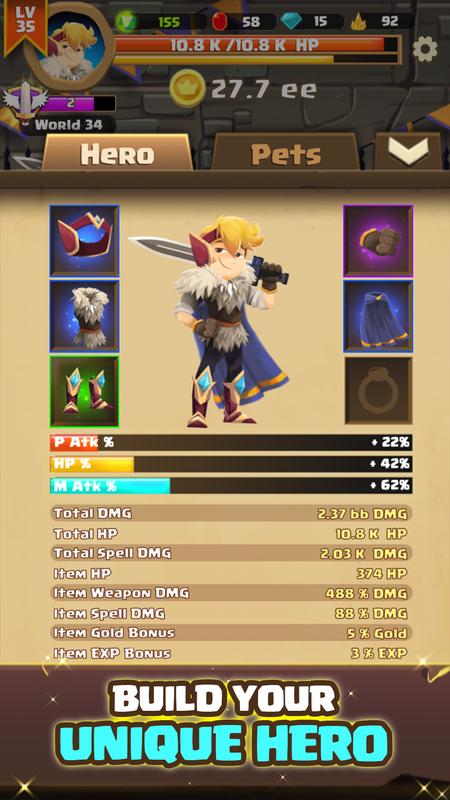 LV
35
155 58 15 92
10.8 K /10.8 K HP
27.7 ee
2
World 34
Hero Pets
P Atk % + 22%
HP % + 42%
M Atk % + 62%
Total DMG 2.37 bb DMG
Total HP 10.8 K HP
Total Spell DMG 2.03 K DMG
Item HP 374 HP
Item Weapon DMG 488 % DMG
Item Spell DMG 88 % DMG
Item Gold Bonus 5 % Gold
Item EXP Bonus 3 % EXP
BUILD YOUR
UNIQUE HERO